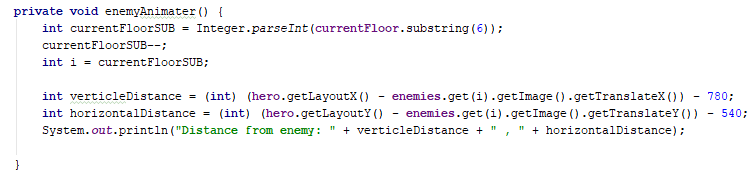 private void enemyAnimater() {
int currentFloorSUB = Integer.parseInt(currentFloor.substring(6));
currentFloorSUB--;
int i = currentFloorSUB;
int verticleDistance = (int) (hero.getLayoutX() - enemies.get(i).getImage().getTranslateX()) - 780;
int horizontalDistance = (int) (hero.getLayoutY() - enemies.get(i).getImage().getTranslateY()) - 540;
System.out.println("Distance from enemy: " + verticleDistance + " , " + horizontalDistance);
}